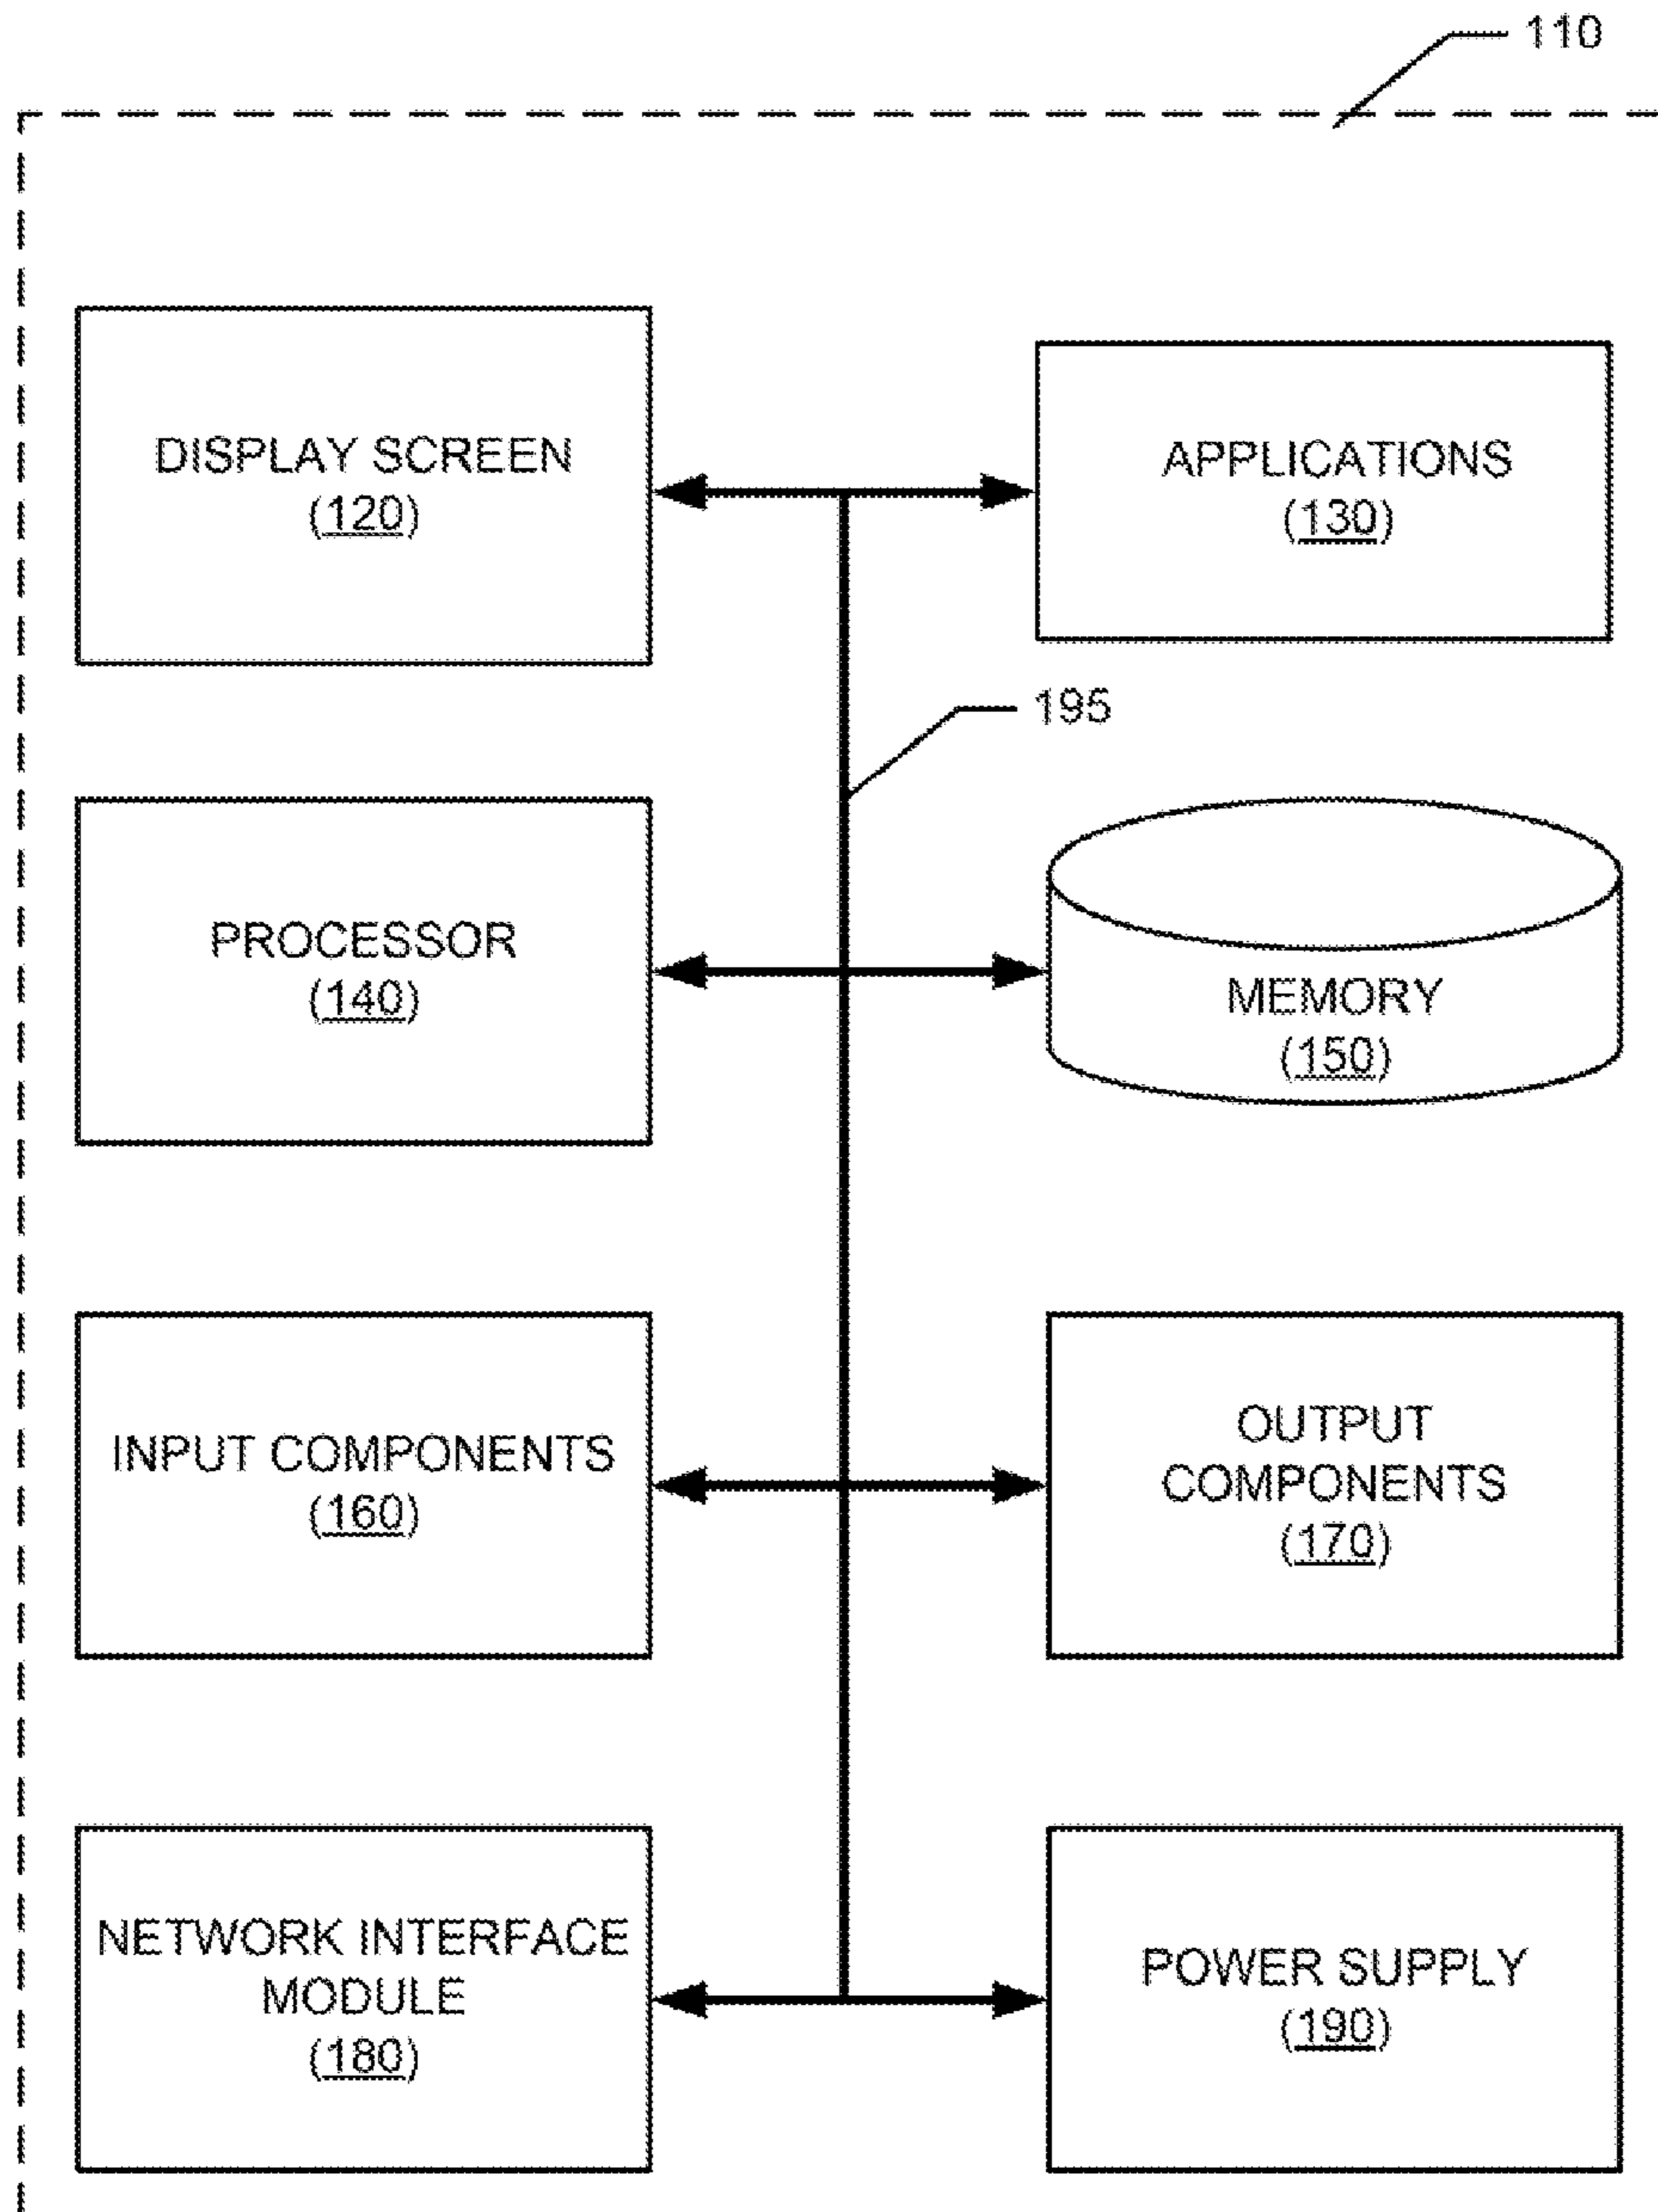 110
DISPLAY SCREEN
(120)
APPLICATIONS
(130)
195
PROCESSOR
(140)
MEMORY
(150)
INPUT COMPONENTS
(160)
OUTPUT
COMPONENTS
(170)
NETWORK INTERFACE
MODULE
(180)
POWER SUPPLY
(190)